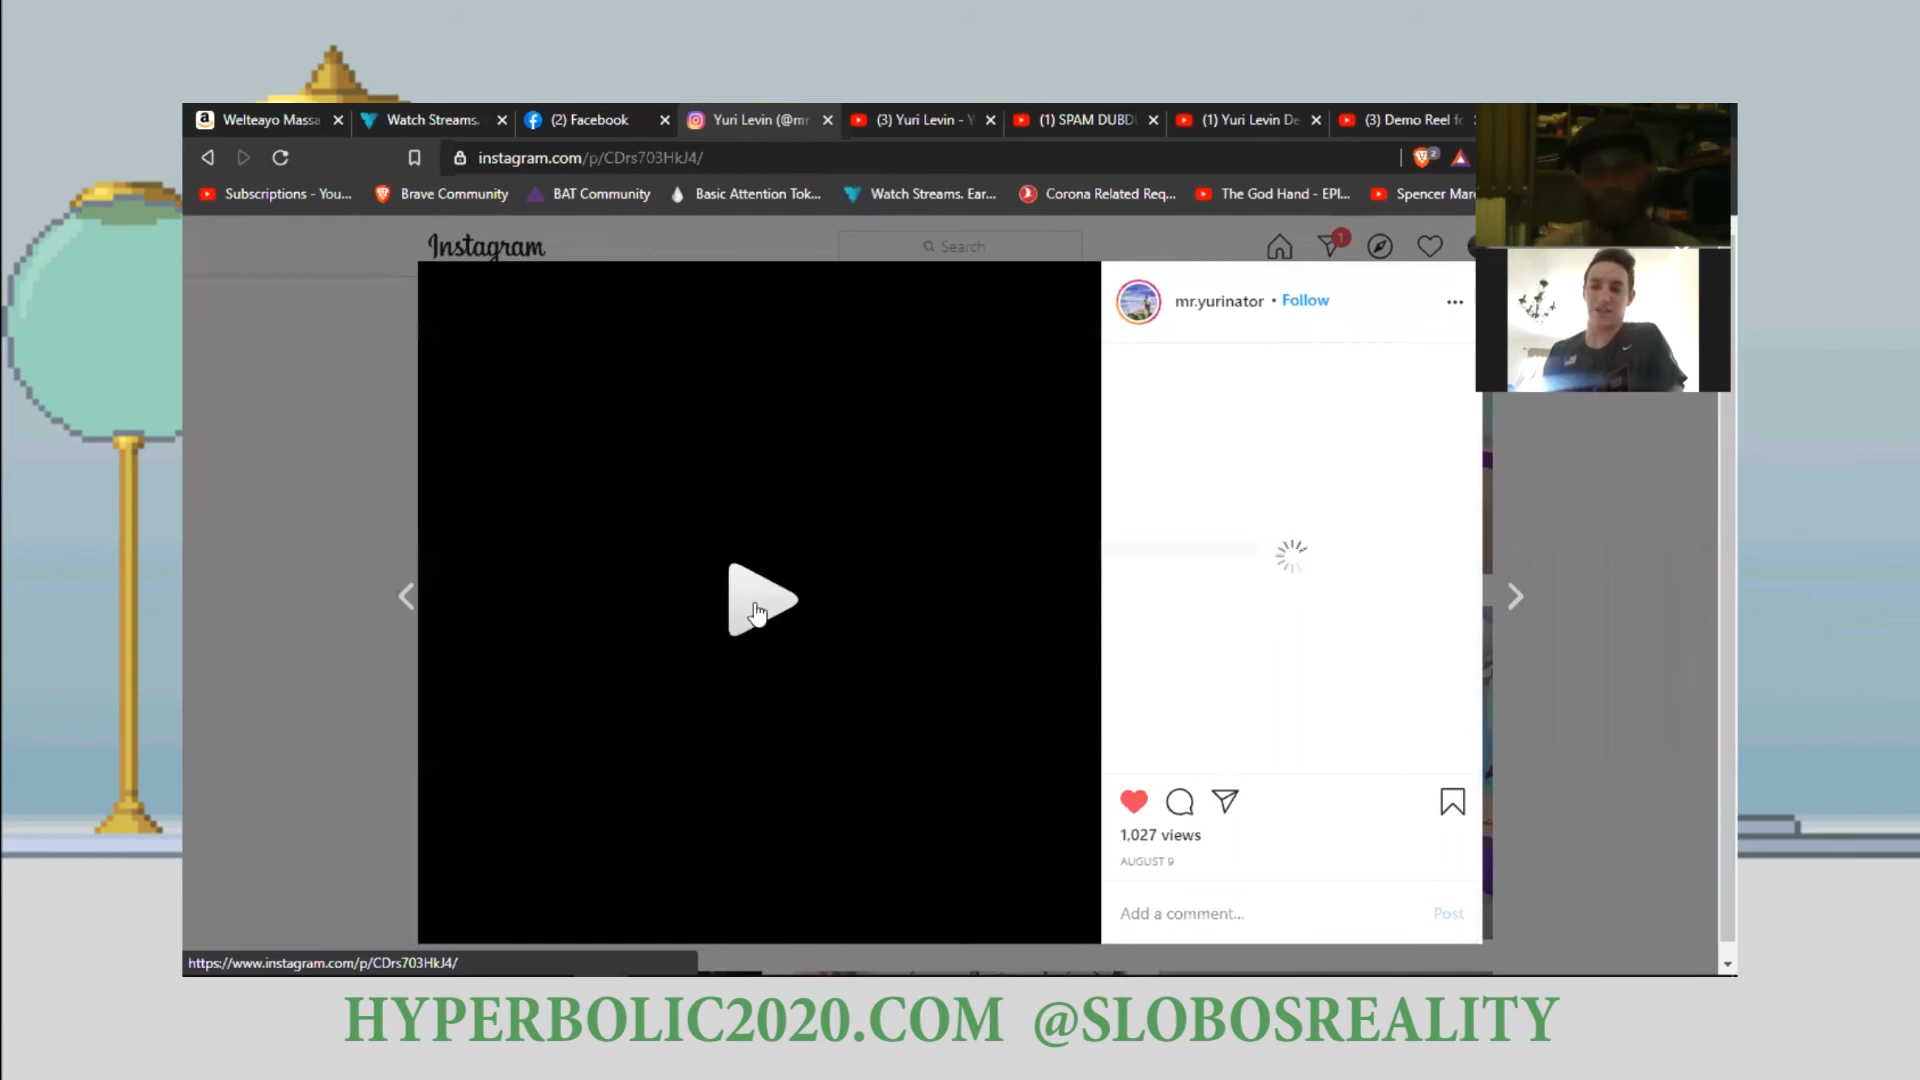 Welteayo Massa
Watch Streams.
(2) Facebook
Yuri Levin (@mr
(3) Yuri Levin - Y
(1) SPAM DUBD
(1) Yuri Levin De
(3) Demo Reel fo
instagram.com/p/CDrs703HkJ4/
2
Subscriptions - You...
Brave Community
BAT Community
Basic Attention Tok...
Watch Streams. Ear...
Corona Related Req...
The God Hand - EPI...
Spencer Mar
Instagram
Search
1
mr.yurinator • Follow
1,027 views
AUGUST 9
Add a comment...
Post
https://www.instagram.com/p/CDrs703HkJ4/
HYPERBOLIC2020.COM @SLOBOSREALITY